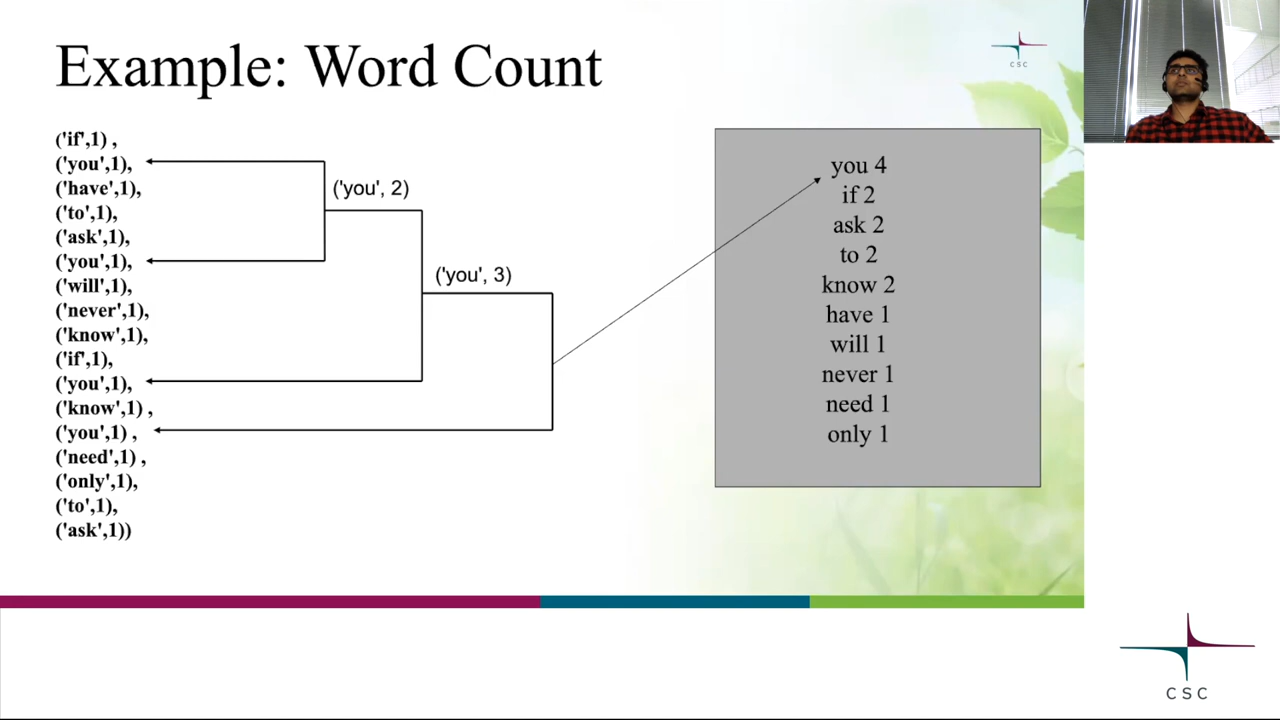 Example: Word Count
CSC
('if',1) ,
('you',1),
('have',1),
('to',1),
('ask',1),
('you',1),
('will',1),
('never',1),
('know',1),
('if',1),
('you',1),
('know',1) ,
('you',1) ,
('need',1) ,
('only',1),
('to',1),
('ask',1))
('you', 2)
('you', 3)
you 4
if 2
ask 2
to 2
know 2
have 1
will 1
never 1
need 1
only 1
CSC